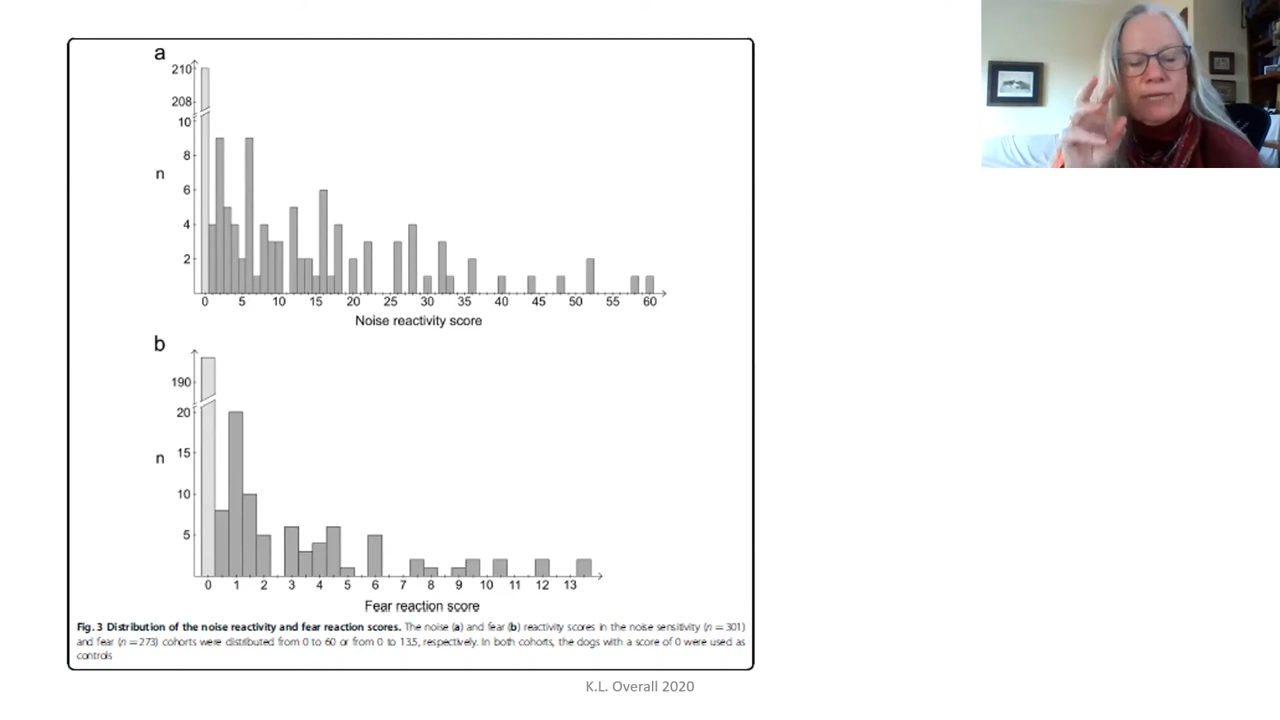 a
210
208
10
8
n
6
4
2
0 5 10 15 20 25 30 35 40 45 50 55 60
Noise reactivity score
b
190
20
15
n
10
5
0 1 2 3 4 5 6 7 8 9 10 11 12 13
Fear reaction score
Fig. 3 Distribution of the noise reactivity and fear reaction scores. The noise (a) and fear (b) reactivity scores in the noise sensitivity (n = 301)
and fear (n = 273) cohorts were distributed from 0 to 60 or from 0 to 13.5, respectively. In both cohorts, the dogs with a score of 0 were used as
controls
K.L. Overall 2020